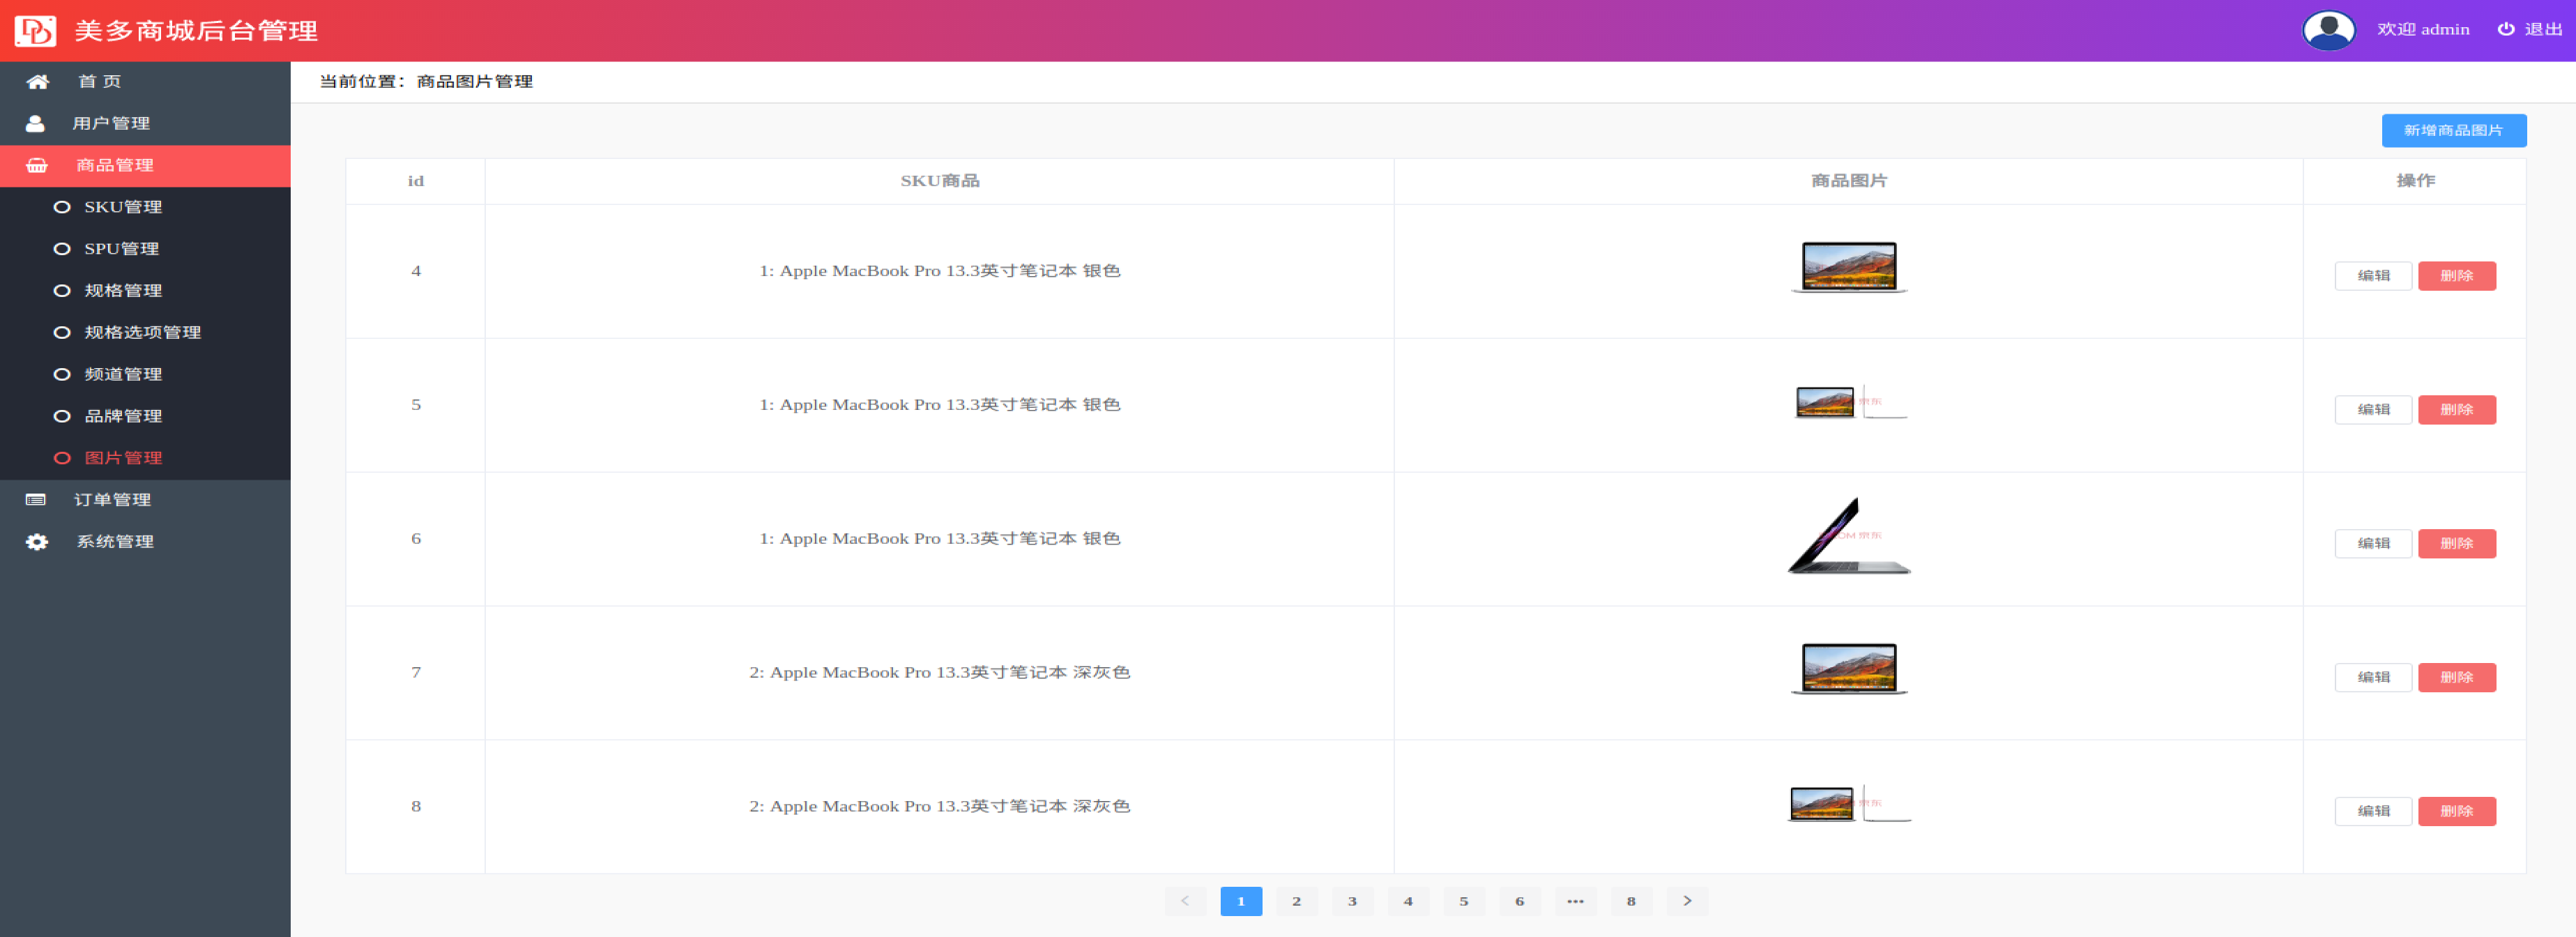 美多商城后台管理
欢迎 admin 退出
首 页
用户管理
商品管理
SKU管理
SPU管理
规格管理
规格选项管理
频道管理
品牌管理
图片管理
订单管理
系统管理
当前位置：商品图片管理
新增商品图片
id SKU商品 商品图片 操作
4 1: Apple MacBook Pro 13.3英寸笔记本 银色 编辑 删除
5 1: Apple MacBook Pro 13.3英寸笔记本 银色 京东 编辑 删除
6 1: Apple MacBook Pro 13.3英寸笔记本 银色 OM 京东 编辑 删除
7 2: Apple MacBook Pro 13.3英寸笔记本 深灰色 编辑 删除
8 2: Apple MacBook Pro 13.3英寸笔记本 深灰色 京东 编辑 删除
< 1 2 3 4 5 6 ••• 8 >